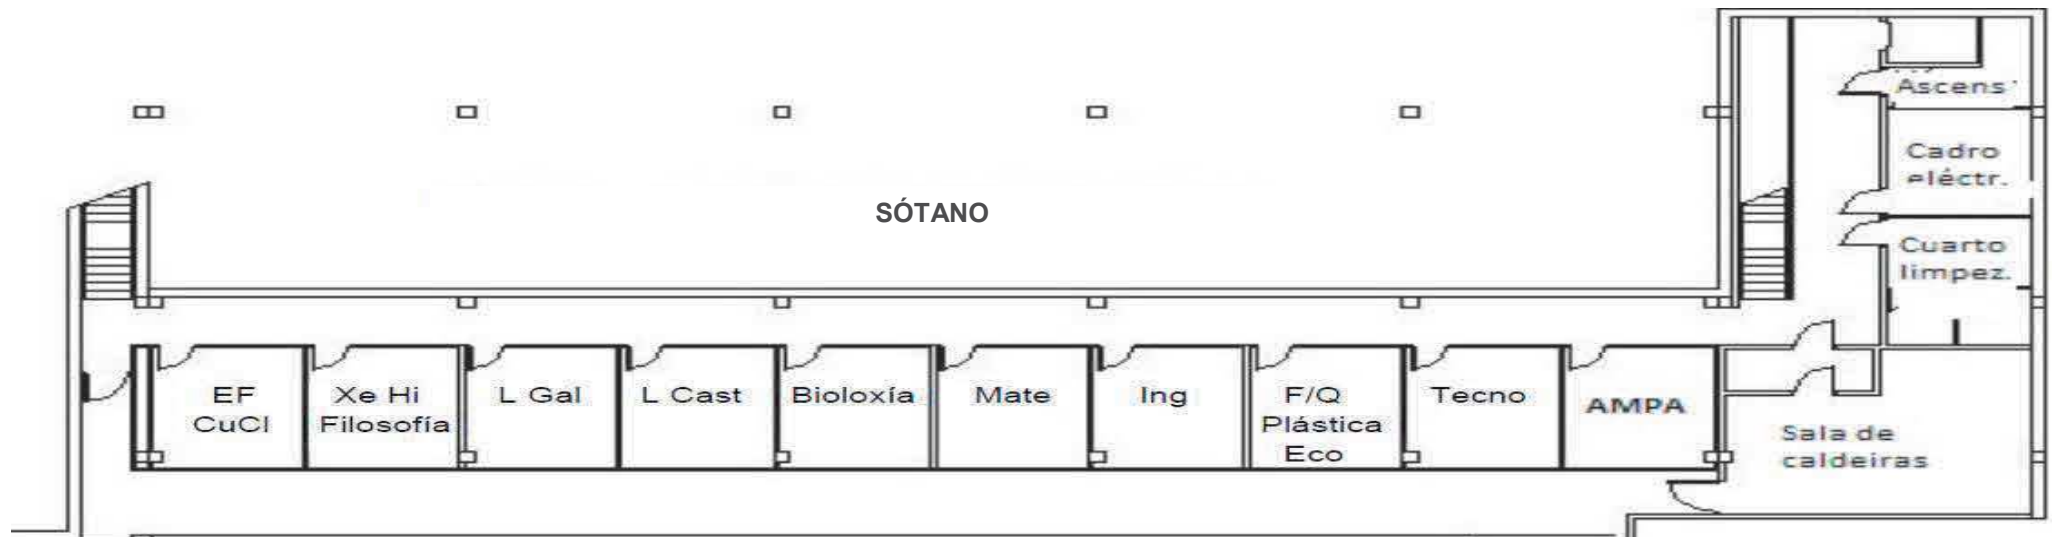 Ascens
Cadro
eléctr.
SÓTANO
Cuarto
limpez.
EF
CuCl
Xe Hi
Filosofía
L Gal
L Cast
Bioloxía
Mate
Ing
F/Q
Plástica
Eco
Tecno
AMPA
Sala de
caldeiras